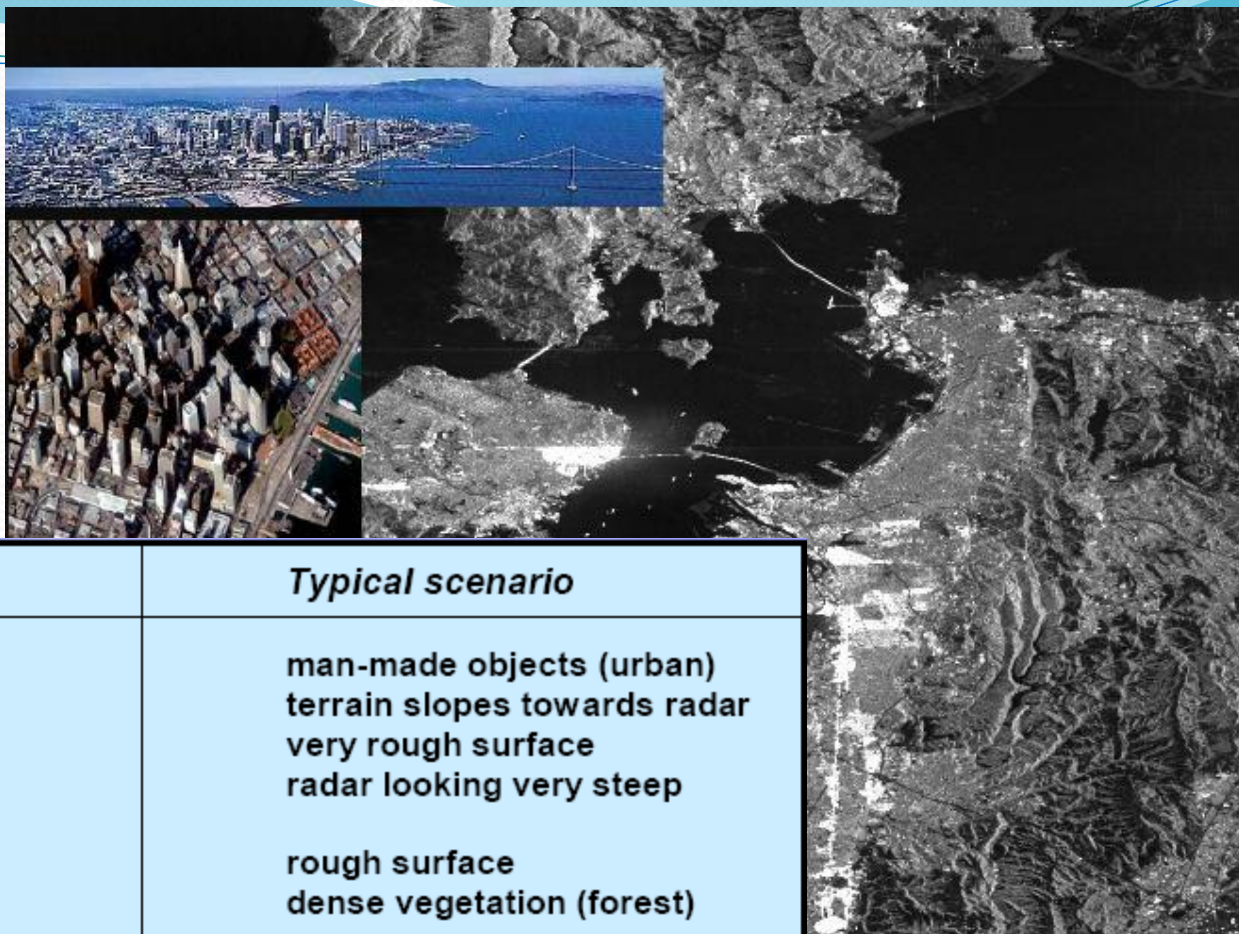 Typical scenario
man-made objects (urban)
terrain slopes towards radar
very rough surface
radar looking very steep
rough surface
dense vegetation (forest)